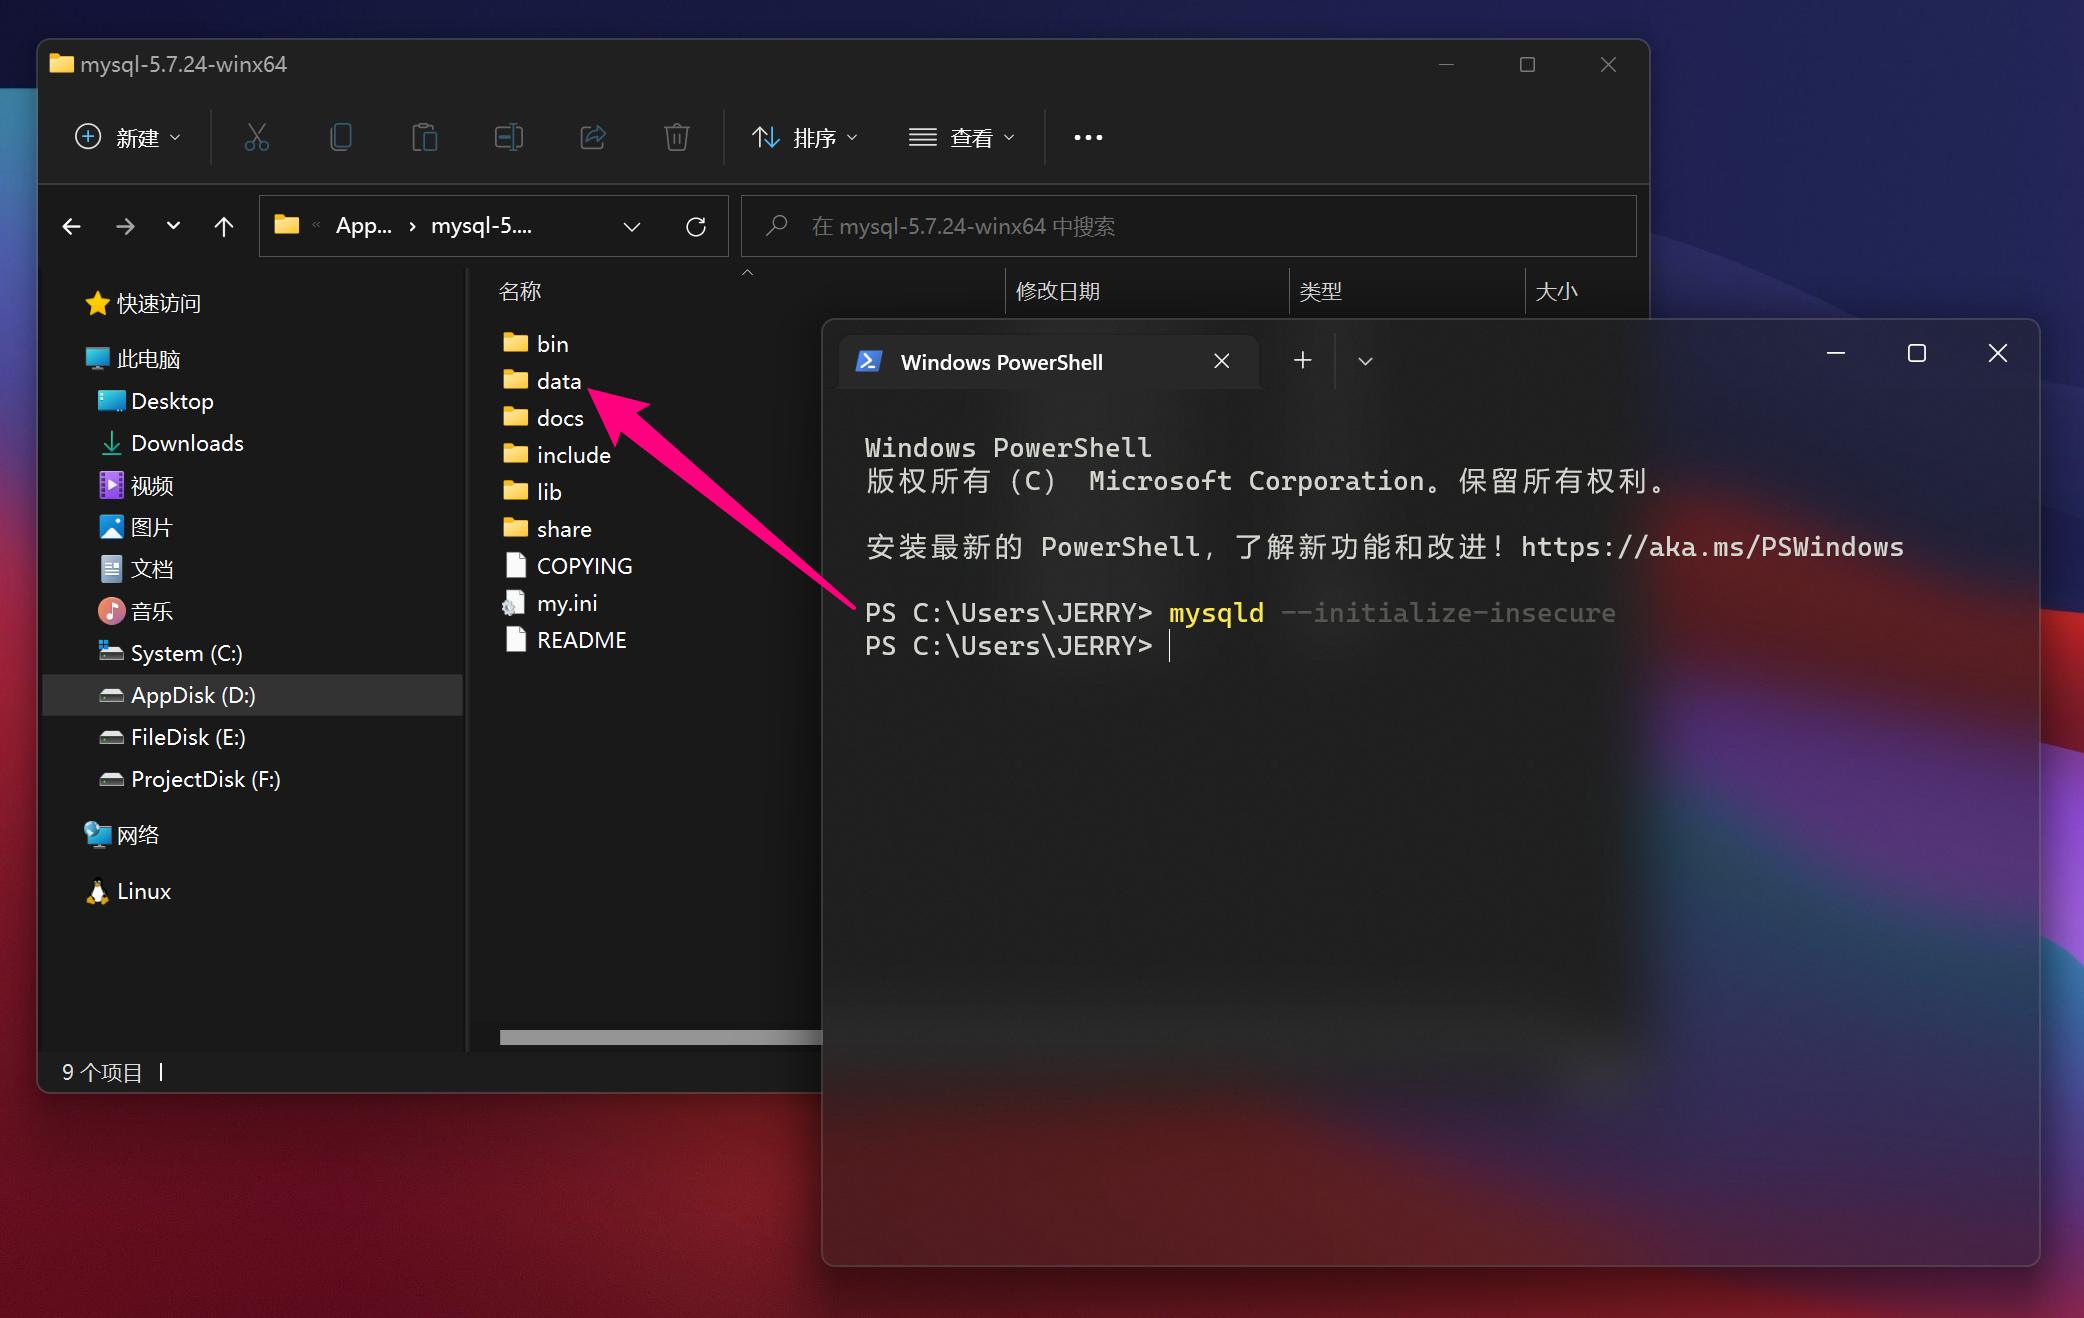 mysql-5.7.24-winx64
新建
排序
查看
App... › mysql-5....
在 mysql-5.7.24-winx64 中搜索
快速访问
此电脑
Desktop
Downloads
视频
图片
文档
音乐
System (C:)
AppDisk (D:)
FileDisk (E:)
ProjectDisk (F:)
网络
Linux
名称 修改日期 类型 大小
bin
data
docs
include
lib
share
COPYING
my.ini
README
9 个项目
Windows PowerShell
Windows PowerShell
版权所有 (C) Microsoft Corporation。保留所有权利。
安装最新的 PowerShell，了解新功能和改进！https://aka.ms/PSWindows
PS C:\Users\JERRY> mysqld --initialize-insecure
PS C:\Users\JERRY>